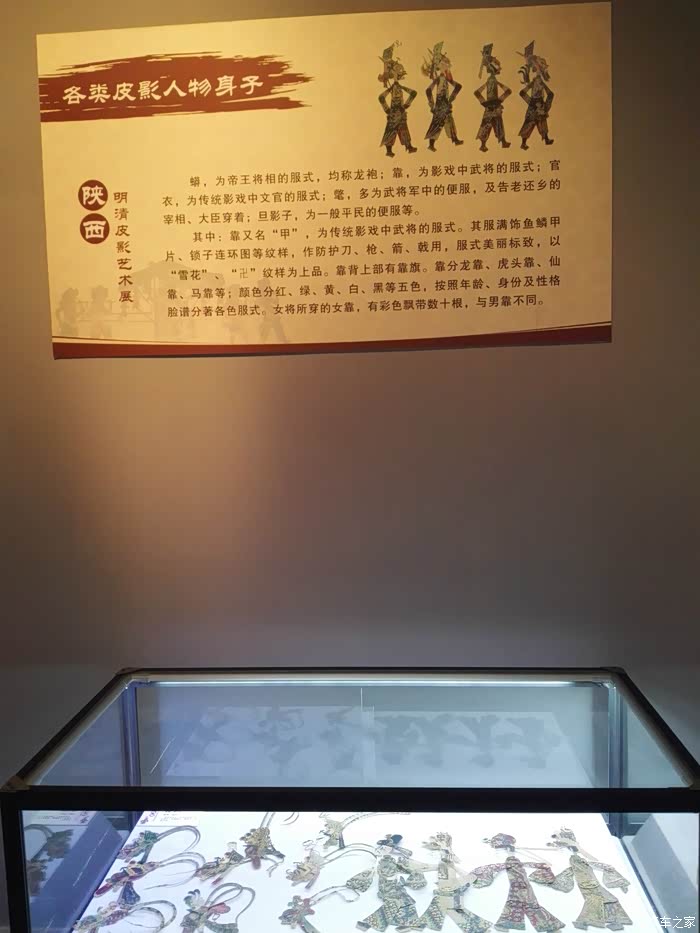 各类皮影人物身子
陕西
明清皮影艺术展
蟒，为帝王将相的服式，均称龙袍；靠，为影戏中武将的服式；官
衣，为传统影戏中文官的服式；氅，多为武将军中的便服，及告老还乡的
宰相、大臣穿着；旦影子，为一般平民的便服等。
其中：靠又名“甲”，为传统影戏中武将的服式。其服满饰鱼鳞甲
片、锁子连环图等纹样，作防护刀、枪、箭、戟用，服式美丽标致，以
“雪花”、“卍”纹样为上品。靠背上部有靠旗。靠分龙靠、虎头靠、仙
靠、马靠等；颜色分红、绿、黄、白、黑等五色，按照年龄、身份及性格
脸谱分著各色服式。女将所穿的女靠，有彩色飘带数十根，与男靠不同。
车之家